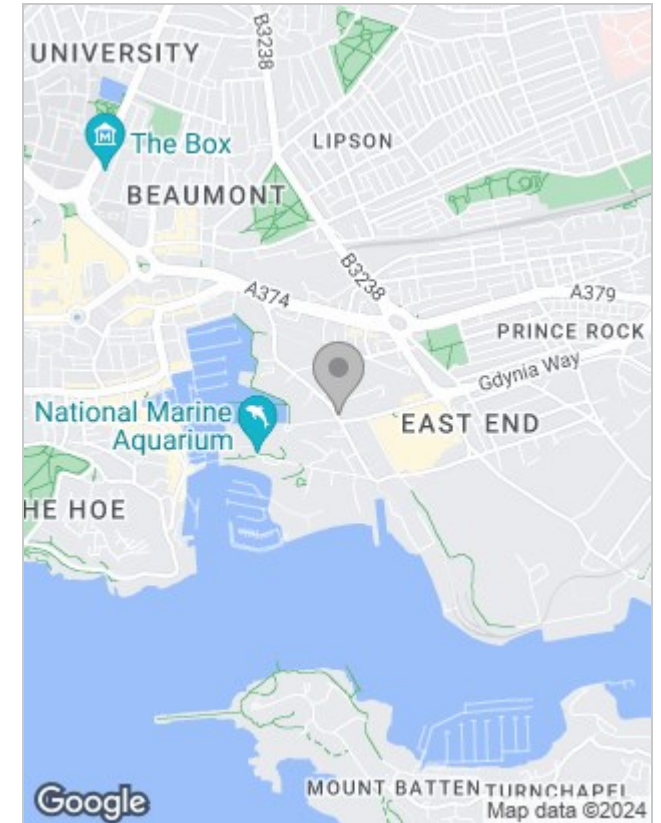 B3238
UNIVERSITY
The Box
LIPSON
BEAUMONT
B3238
A374
A379
PRINCE ROCK
Gdynia Way
National Marine
Aquarium
EAST END
HE HOE
MOUNT BATTEN
TURNCHAPEL
Google
Map data ©2024